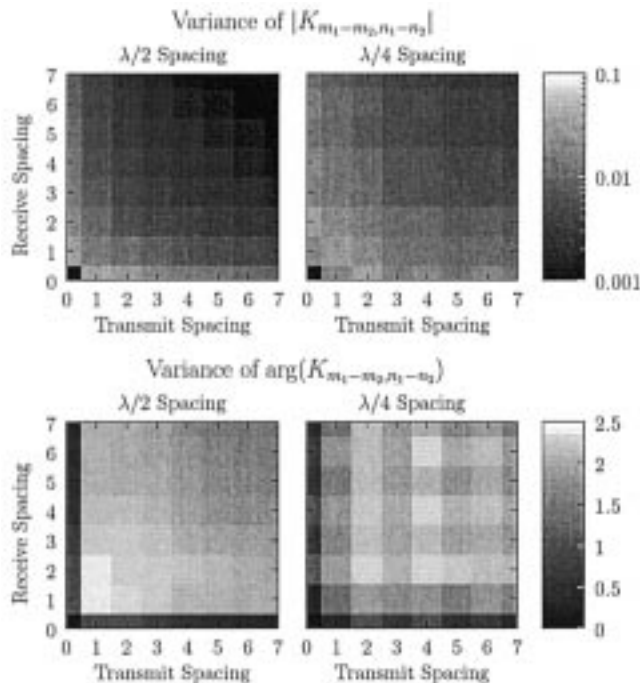 Variance of |K_{m₁−m₂,n₁−n₂}|
λ/2 Spacing λ/4 Spacing
7 6 5 4 3 2 1 0
Receive Spacing
0 1 2 3 4 5 6 7 0 1 2 3 4 5 6 7
Transmit Spacing Transmit Spacing
0.1
0.01
0.001
Variance of arg(K_{m₁−m₂,n₁−n₂})
λ/2 Spacing λ/4 Spacing
7 6 5 4 3 2 1 0
Receive Spacing
0 1 2 3 4 5 6 7 0 1 2 3 4 5 6 7
Transmit Spacing Transmit Spacing
2.5
2
1.5
1
0.5
0